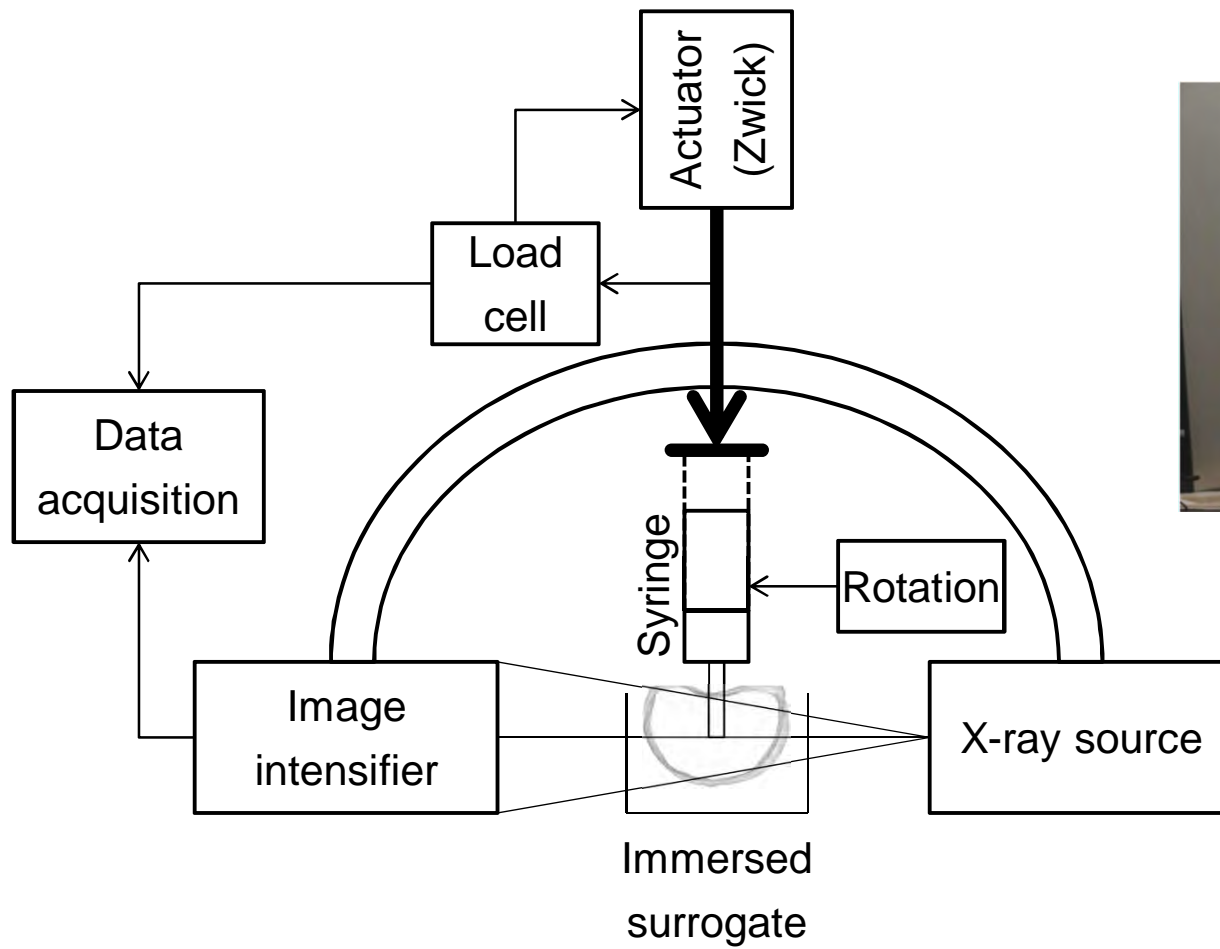 Actuator
(Zwick)
Load
cell
Data
acquisition
Syringe
Rotation
Image
intensifier
X-ray source
Immersed
surrogate